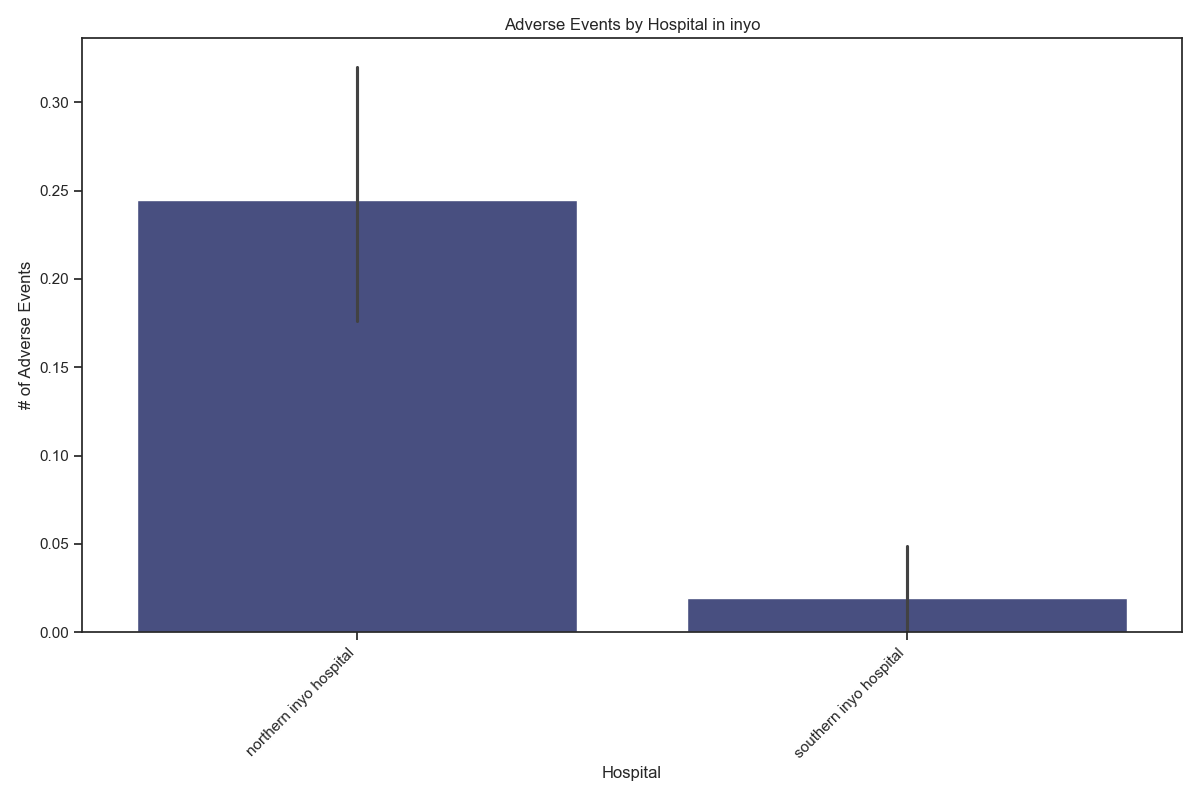 Adverse Events by Hospital in inyo
# of Adverse Events
0.30
0.25
0.20
0.15
0.10
0.05
0.00
northern inyo hospital
southern inyo hospital
Hospital